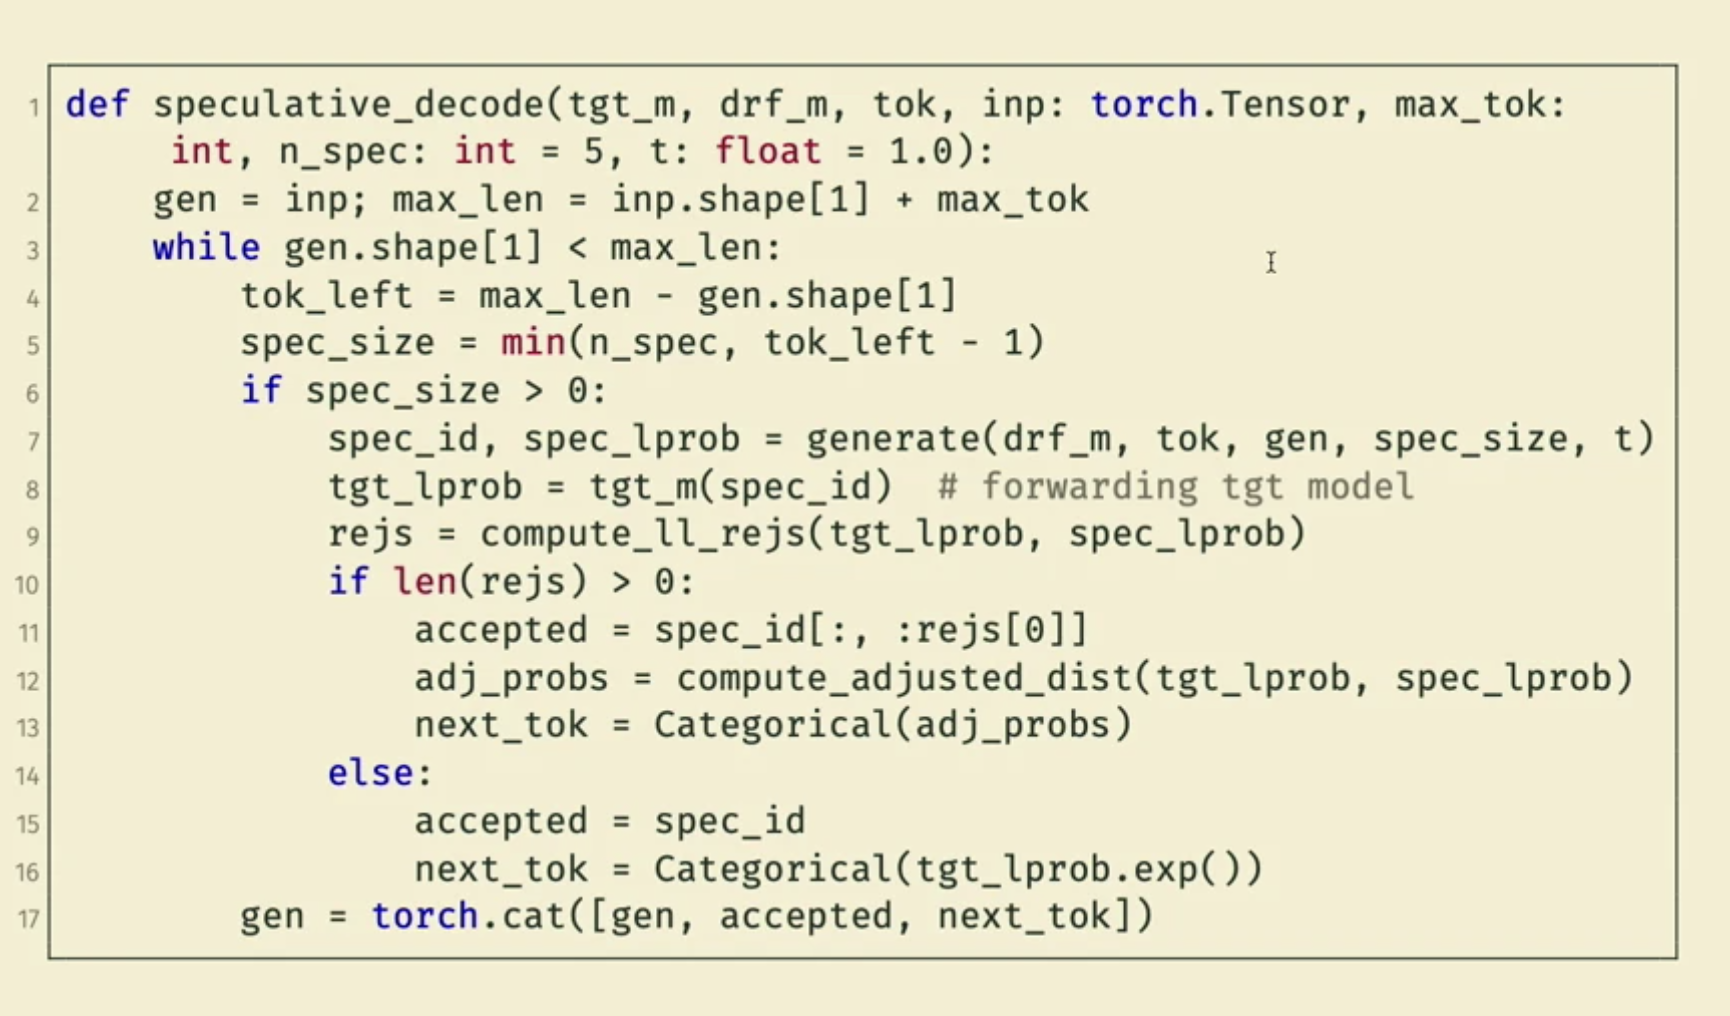 1 def speculative_decode(tgt_m, drf_m, tok, inp: torch.Tensor, max_tok:
int, n_spec: int = 5, t: float = 1.0):
2 gen = inp; max_len = inp.shape[1] + max_tok
3 while gen.shape[1] < max_len:
4 tok_left = max_len - gen.shape[1]
5 spec_size = min(n_spec, tok_left - 1)
6 if spec_size > 0:
7 spec_id, spec_lprob = generate(drf_m, tok, gen, spec_size, t)
8 tgt_lprob = tgt_m(spec_id)  # forwarding tgt model
9 rejs = compute_ll_rejs(tgt_lprob, spec_lprob)
10 if len(rejs) > 0:
11 accepted = spec_id[:, :rejs[0]]
12 adj_probs = compute_adjusted_dist(tgt_lprob, spec_lprob)
13 next_tok = Categorical(adj_probs)
14 else:
15 accepted = spec_id
16 next_tok = Categorical(tgt_lprob.exp())
17 gen = torch.cat([gen, accepted, next_tok])